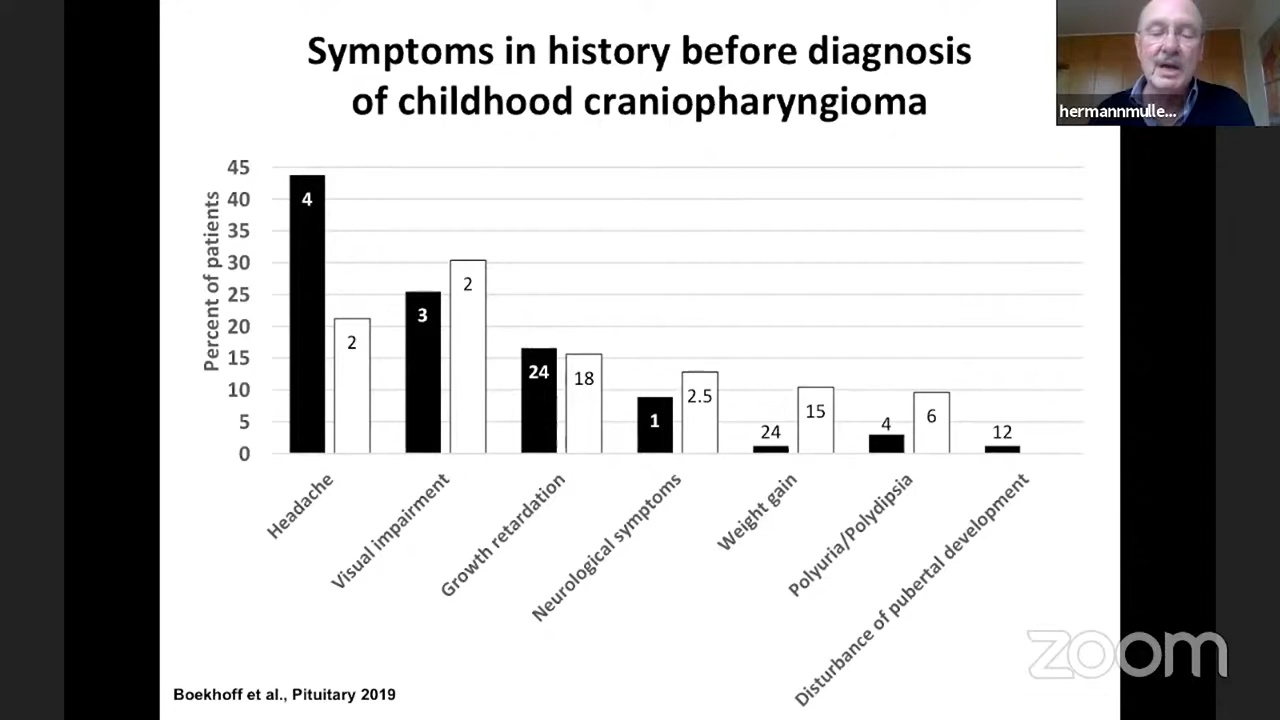 Symptoms in history before diagnosis
of childhood craniopharyngioma
hermannmulle...
Percent of patients
45
40
35
30
25
20
15
10
5
0
4
2
3
2
24
18
1
2.5
24
15
4
6
12
Headache
Visual impairment
Growth retardation
Neurological symptoms
Weight gain
Polyuria/Polydipsia
Disturbance of pubertal development
Boekhoff et al., Pituitary 2019
zoom